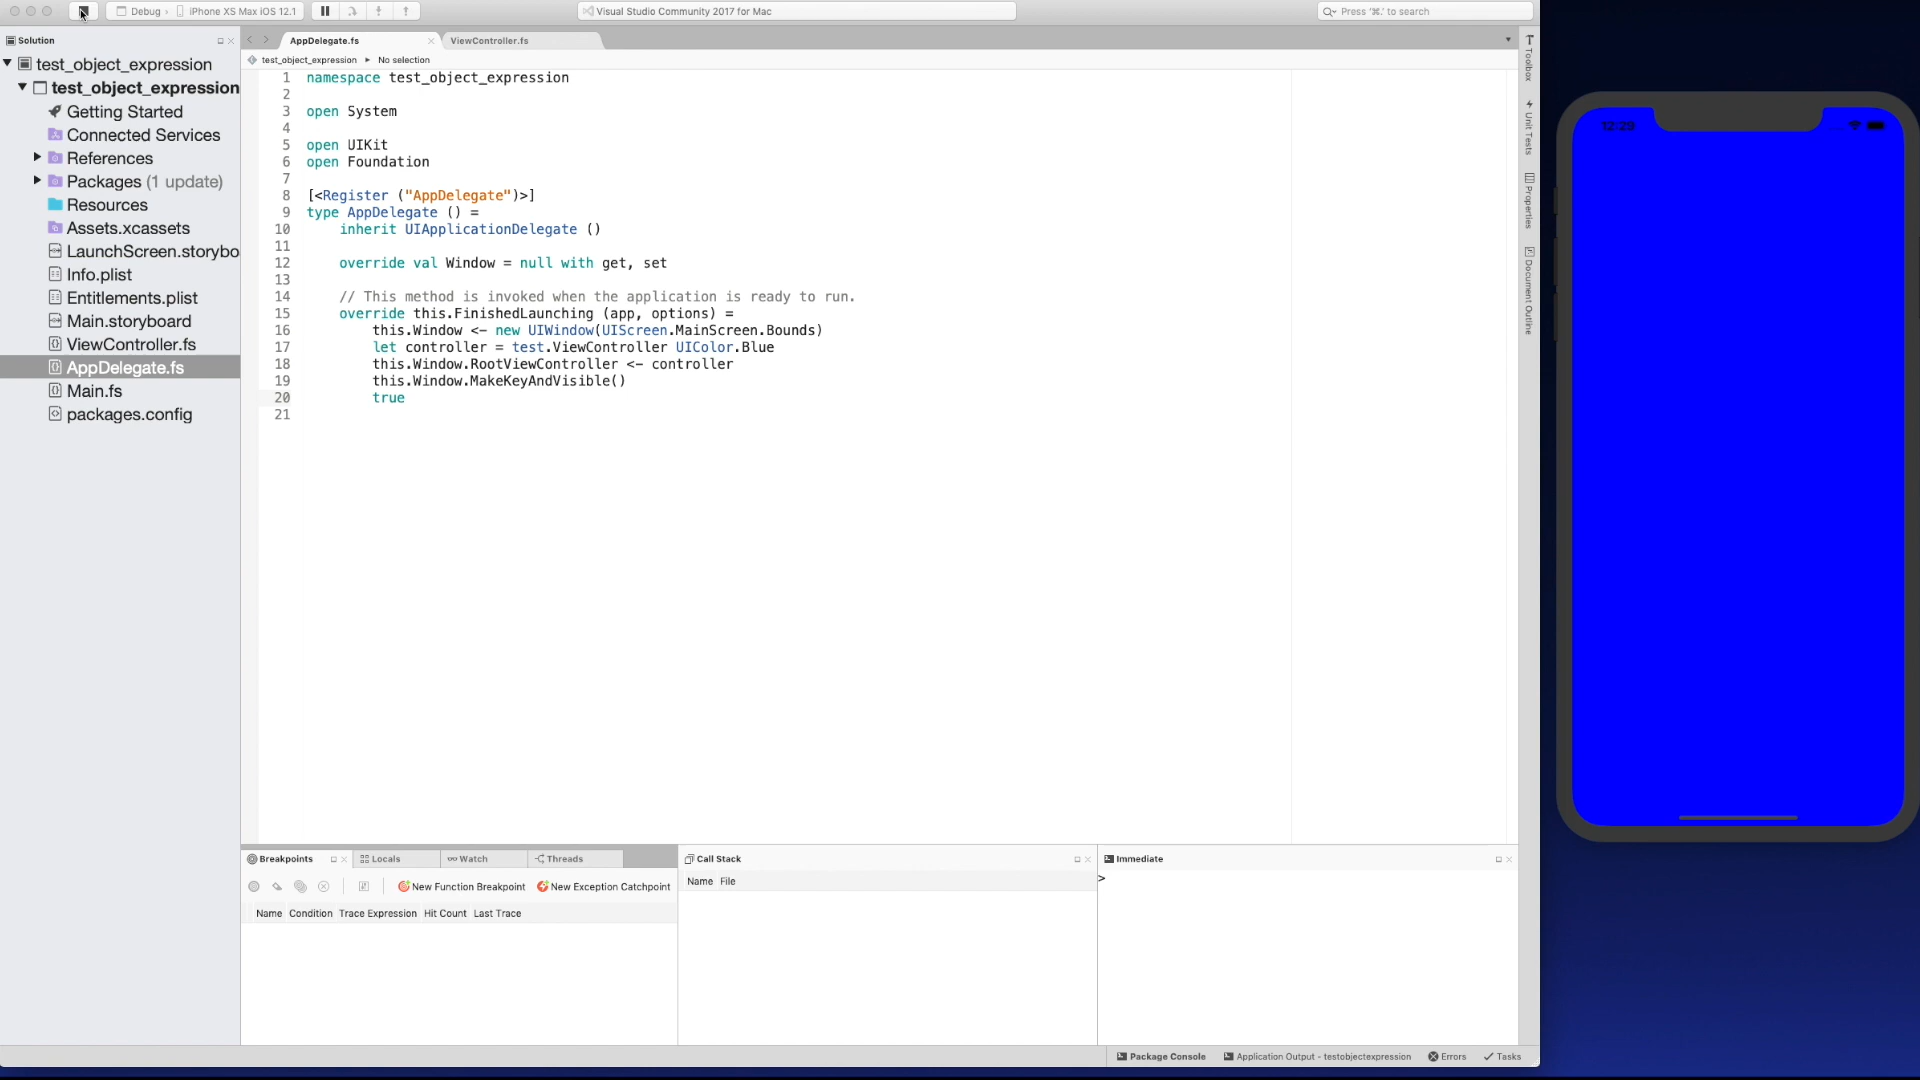 Debug
iPhone XS Max iOS 12.1
Visual Studio Community 2017 for Mac
Press '⌘.' to search
Solution
test_object_expression
test_object_expression
Getting Started
Connected Services
References
Packages (1 update)
Resources
Assets.xcassets
LaunchScreen.storybo
Info.plist
Entitlements.plist
Main.storyboard
ViewController.fs
AppDelegate.fs
Main.fs
packages.config
AppDelegate.fs
ViewController.fs
test_object_expression
No selection
1 namespace test_object_expression
2
3 open System
4
5 open UIKit
6 open Foundation
7
8 [<Register ("AppDelegate")>]
9 type AppDelegate () =
10 inherit UIApplicationDelegate ()
11
12 override val Window = null with get, set
13
14 // This method is invoked when the application is ready to run.
15 override this.FinishedLaunching (app, options) =
16 this.Window <- new UIWindow(UIScreen.MainScreen.Bounds)
17 let controller = test.ViewController UIColor.Blue
18 this.Window.RootViewController <- controller
19 this.Window.MakeKeyAndVisible()
20 true
21
Toolbox
Unit Tests
Properties
Document Outline
12:29
Breakpoints
Locals
Watch
Threads
New Function Breakpoint
New Exception Catchpoint
Name Condition Trace Expression Hit Count Last Trace
Call Stack
Name File
Immediate
>
Package Console
Application Output - testobjectexpression
Errors
Tasks